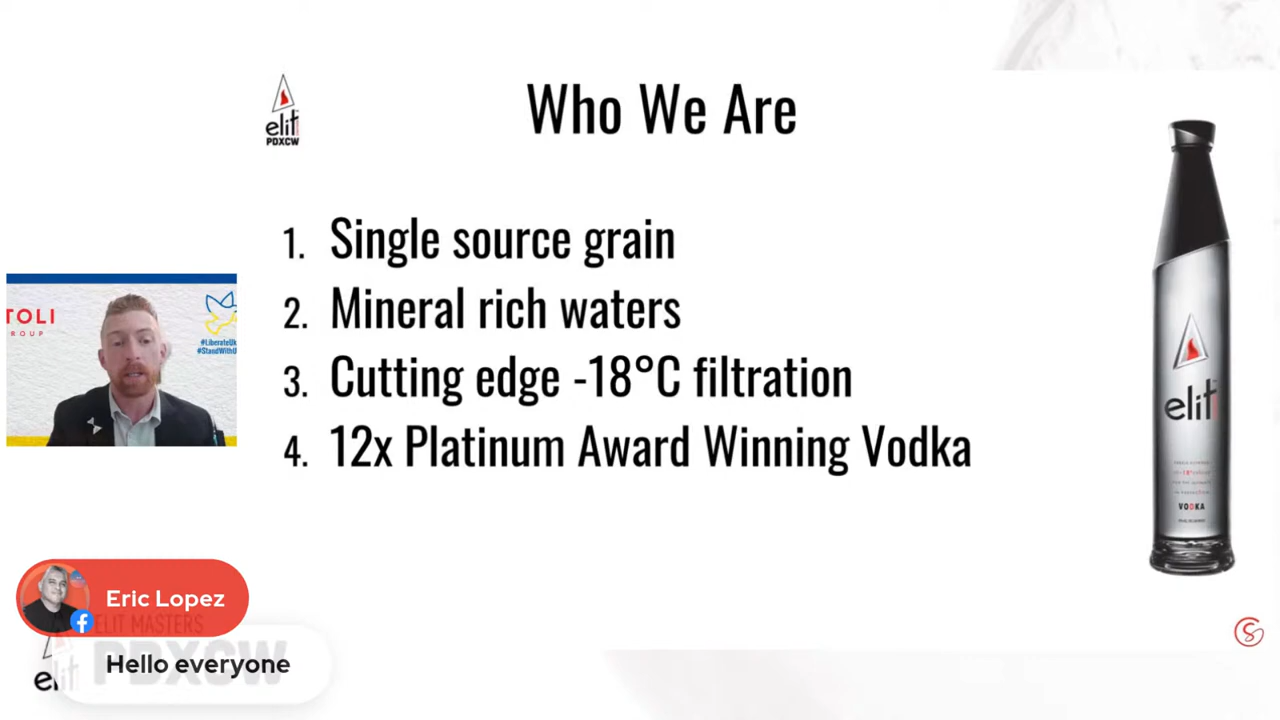 Who We Are
elit
PDXCW
1. Single source grain
2. Mineral rich waters
3. Cutting edge -18°C filtration
4. 12x Platinum Award Winning Vodka
TOLI
ROUP
#LiberateUk
#StandWithU
elit
VODKA
Eric Lopez
ELIT MASTERS
PDXCW
Hello everyone